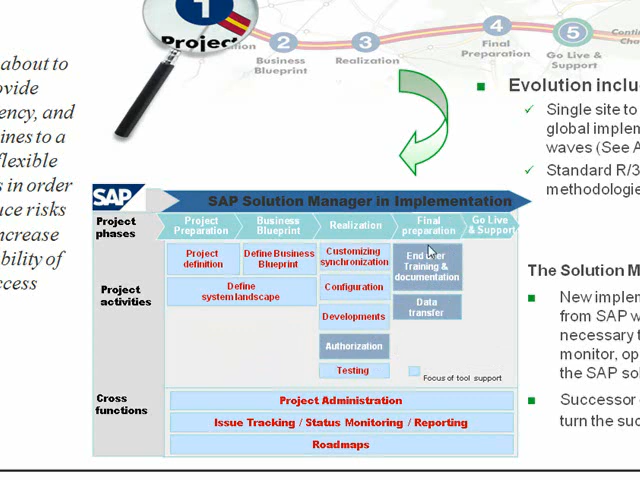 1
Project
2
Business
Blueprint
3
Realization
4
Final
Preparation
5
Go Live &
Support
about to
ency, and
ines to a
flexible
s in order
uce risks
increase
bility of
Evolution inclu
Single site to
global implem
waves (See A
Standard R/3
methodologie
SAP
SAP Solution Manager in Implementation
Project
phases
Project
Preparation
Business
Blueprint
Realization
Final
preparation
Go Live
& Support
Project
activities
Project
definition
Define Business
Blueprint
Define
system landscape
Customizing
synchronization
Configuration
Developments
Authorization
Testing
End User
Training &
documentation
Data
transfer
Focus of tool support
Cross
functions
Project Administration
Issue Tracking / Status Monitoring / Reporting
Roadmaps
The Solution M
New implem
from SAP w
necessary t
monitor, op
the SAP sol
Successor
turn the suc